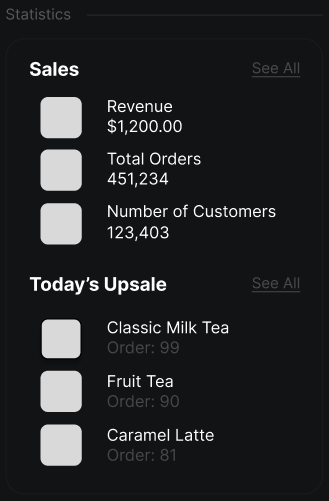 Statistics
Sales
See All
Revenue
$1,200.00
Total Orders
451,234
Number of Customers
123,403
Today’s Upsale
See All
Classic Milk Tea
Order: 99
Fruit Tea
Order: 90
Caramel Latte
Order: 81